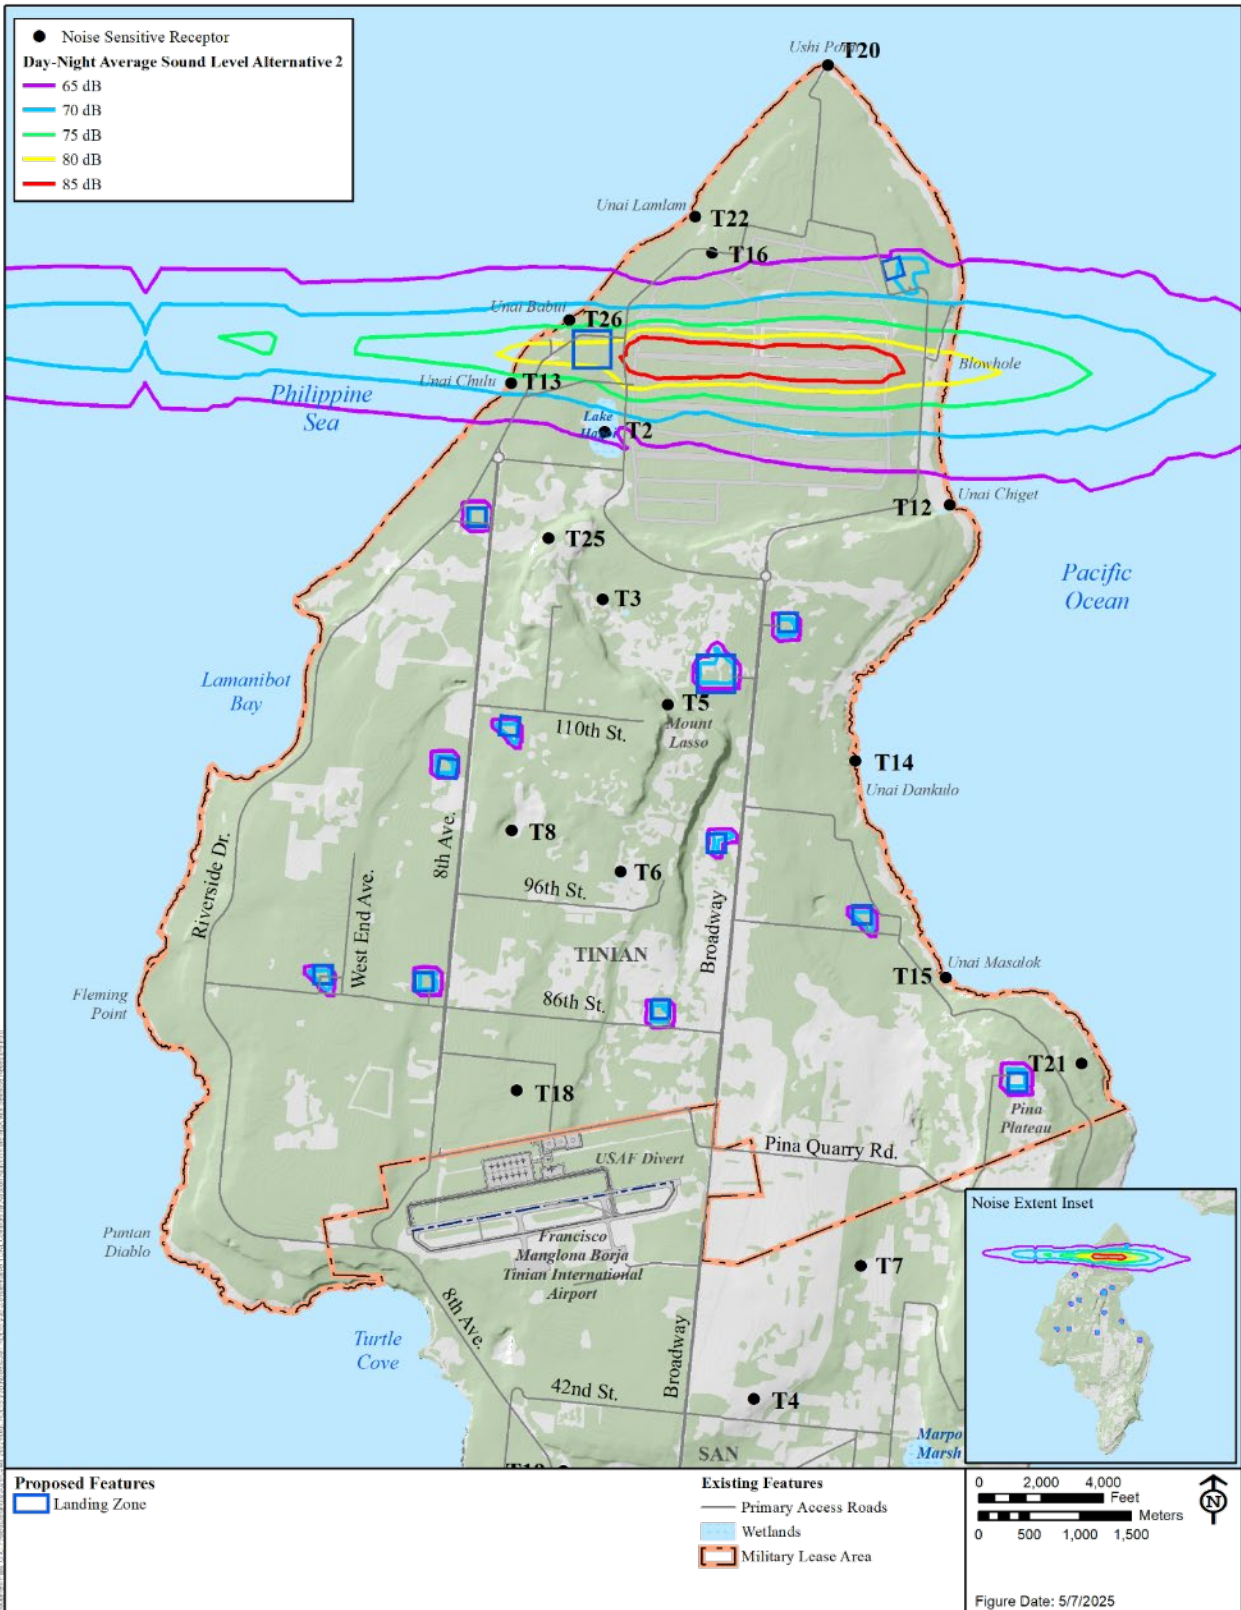 Noise Sensitive Receptor
Day-Night Average Sound Level Alternative 2
65 dB
70 dB
75 dB
80 dB
85 dB
Ushi Point
T20
Unai Lamlam
T22
T16
Unai Babui
T26
Blowhole
Unai Chulu
T13
Philippine
Sea
Lake
T2
Unai Chiget
T12
T25
Pacific
Ocean
T3
Lamanibot
Bay
T5
Mount
Lasso
110th St.
T14
Unai Dankulo
T8
8th Ave.
Riverside Dr.
T6
96th St.
West End Ave.
Broadway
TINIAN
Unai Masalok
T15
Fleming
Point
86th St.
T21
T18
Pina
Plateau
Pina Quarry Rd.
USAF Divert
Noise Extent Inset
Puntan
Diablo
Francisco
Manglona Borja
Tinian International
Airport
T7
8th Ave.
Turtle
Cove
Broadway
42nd St.
T4
Marpo
Marsh
SAN
Proposed Features
Landing Zone
Existing Features
Primary Access Roads
Wetlands
Military Lease Area
0 2,000 4,000
Feet
Meters
0 500 1,000 1,500
N
Figure Date: 5/7/2025